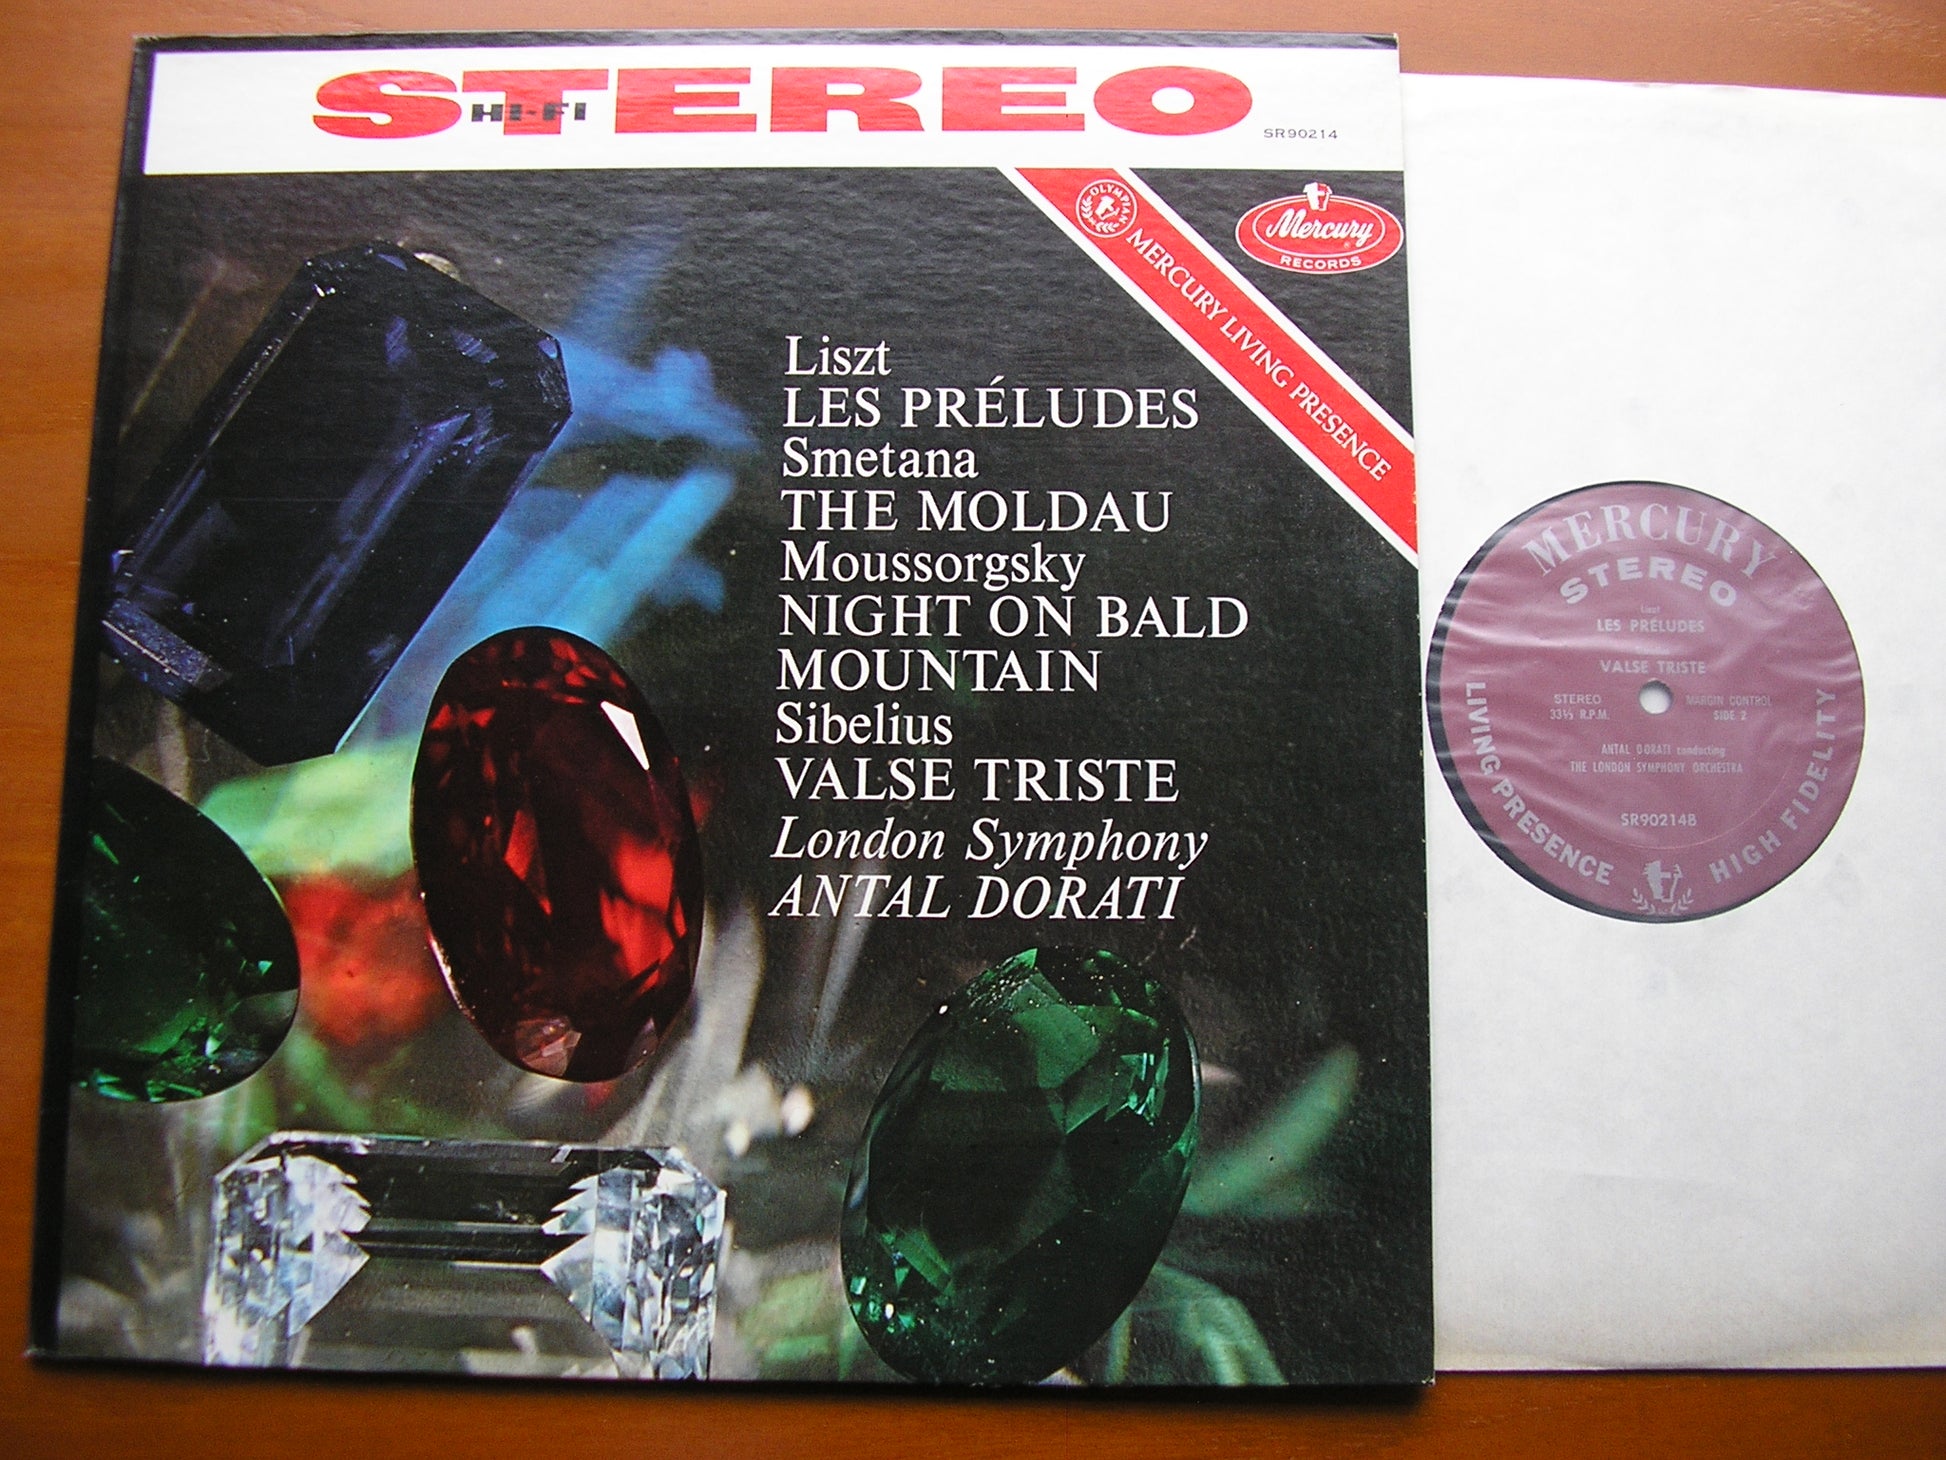 STEREO
HI-FI
SR90214
OLYMPIAN
MERCURY LIVING PRESENCE
Mercury
RECORDS
Liszt
LES PRÉLUDES
Smetana
THE MOLDAU
Moussorgsky
NIGHT ON BALD
MOUNTAIN
Sibelius
VALSE TRISTE
London Symphony
ANTAL DORATI
MERCURY
STEREO
Liszt
LES PRÉLUDES
VALSE TRISTE
STEREO
33⅓ R.P.M.
MARGIN CONTROL
SIDE 2
ANTAL DORATI conducting
THE LONDON SYMPHONY ORCHESTRA
SR90214B
LIVING PRESENCE
HIGH FIDELITY